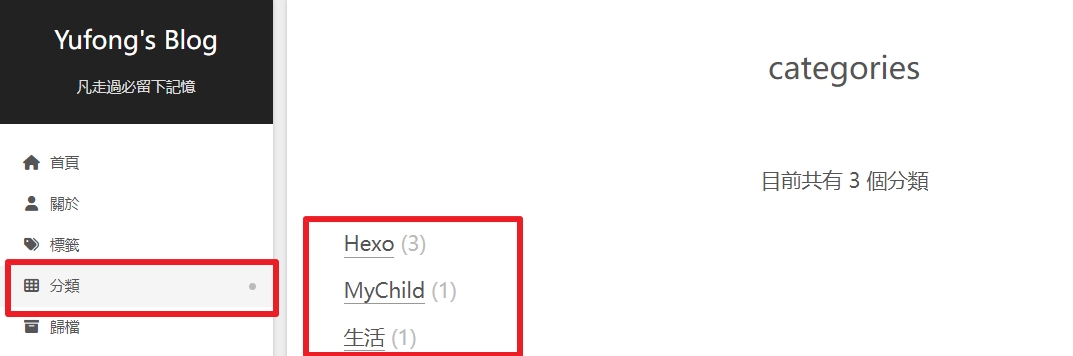 Yufong's Blog
凡走過必留下記憶
首頁
關於
標籤
分類
歸檔
categories
目前共有 3 個分類
Hexo (3)
MyChild (1)
生活 (1)